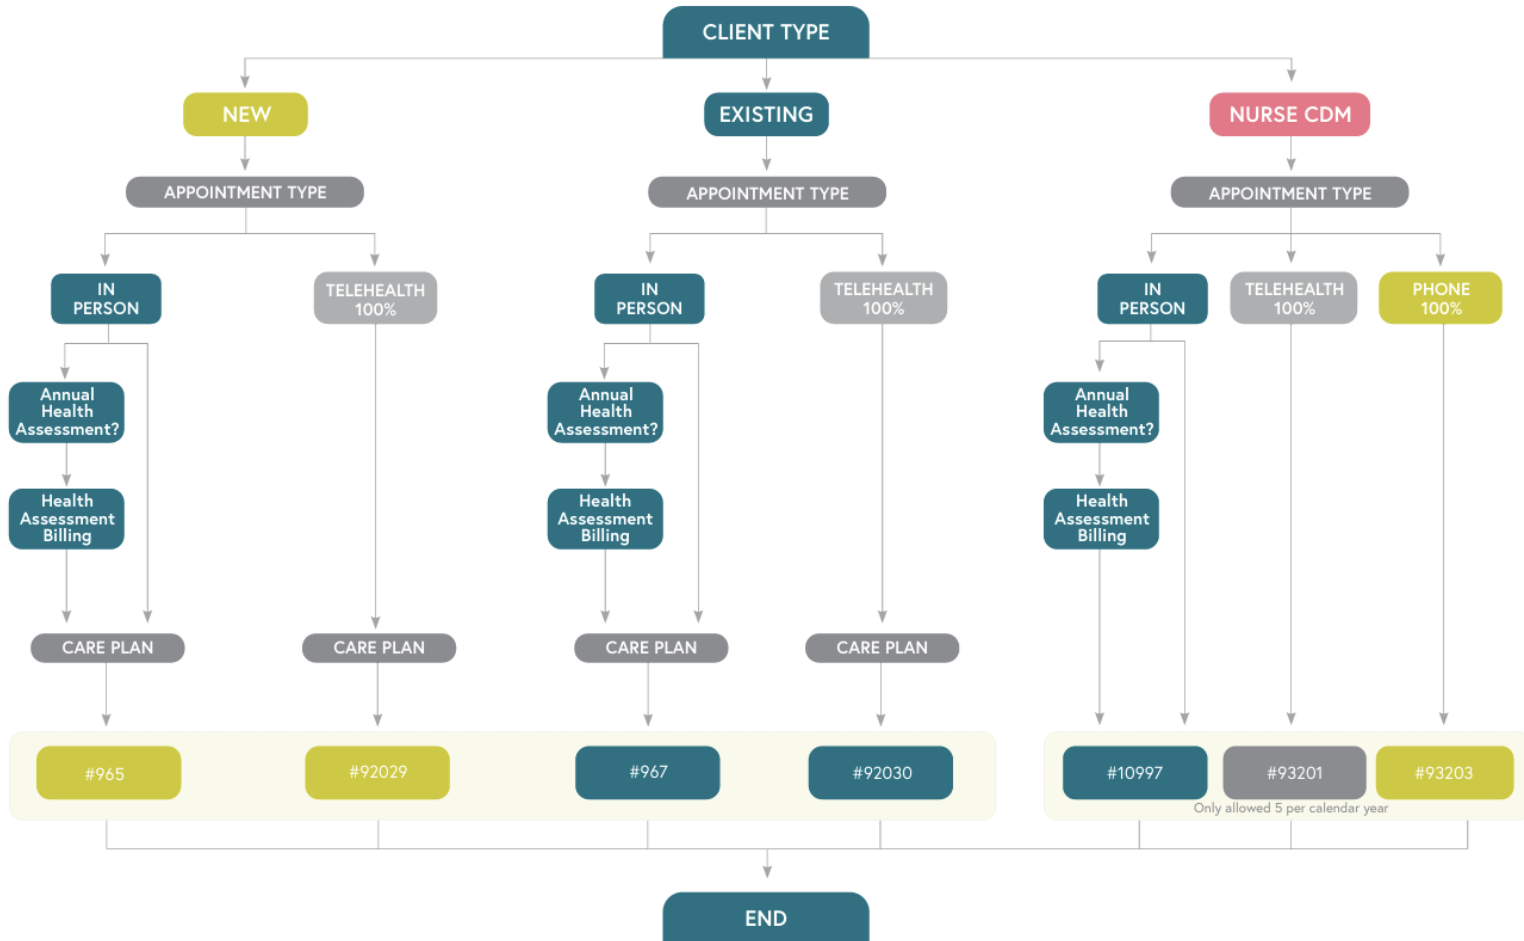 CLIENT TYPE
NEW
EXISTING
NURSE CDM
APPOINTMENT TYPE
APPOINTMENT TYPE
APPOINTMENT TYPE
IN
PERSON
TELEHEALTH
100%
IN
PERSON
TELEHEALTH
100%
IN
PERSON
TELEHEALTH
100%
PHONE
100%
Annual
Health
Assessment?
Annual
Health
Assessment?
Annual
Health
Assessment?
Health
Assessment
Billing
Health
Assessment
Billing
Health
Assessment
Billing
CARE PLAN
CARE PLAN
CARE PLAN
CARE PLAN
#965
#92029
#967
#92030
#10997
#93201
#93203
Only allowed 5 per calendar year
END